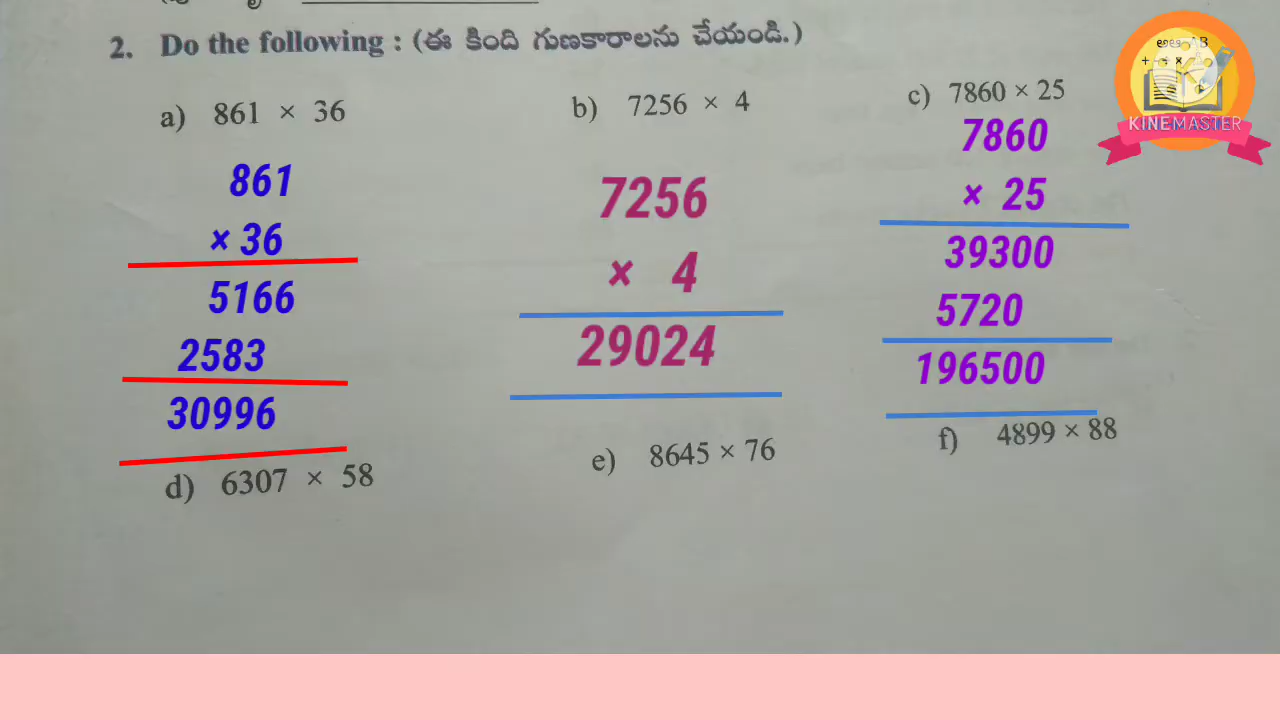 2. Do the following : (ఈ కింది గుణకారాలను చేయండి.)
a) 861 × 36
861
× 36
5166
2583
30996
b) 7256 × 4
7256
× 4
29024
c) 7860 × 25
7860
× 25
39300
5720
196500
d) 6307 × 58
e) 8645 × 76
f) 4899 × 88
KINEMASTER